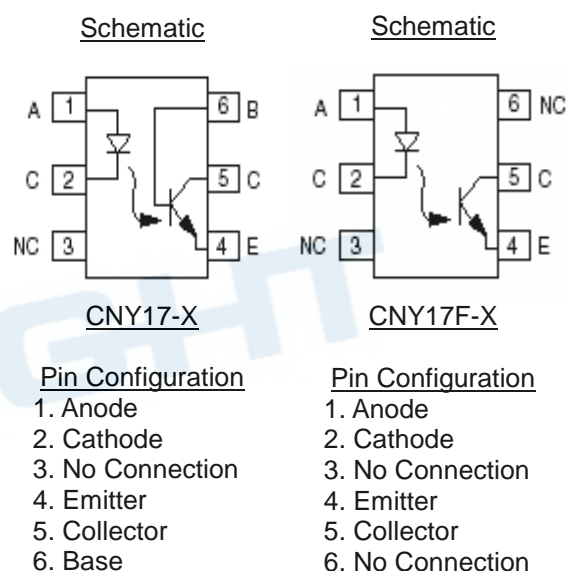 Schematic
A 1 6 B
C 2 5 C
NC 3 4 E
CNY17-X
Pin Configuration
1. Anode
2. Cathode
3. No Connection
4. Emitter
5. Collector
6. Base
Schematic
A 1 6 NC
C 2 5 C
NC 3 4 E
CNY17F-X
Pin Configuration
1. Anode
2. Cathode
3. No Connection
4. Emitter
5. Collector
6. No Connection
GHT